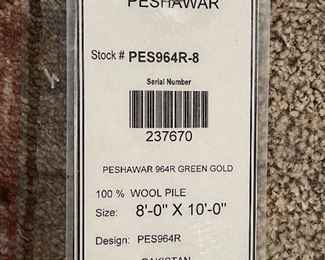 PESHAWAR
Stock # PES964R-8
Serial Number
237670
PESHAWAR 964R GREEN GOLD
100 % WOOL PILE
Size: 8'-0" X 10'-0"
Design: PES964R
PAKISTAN